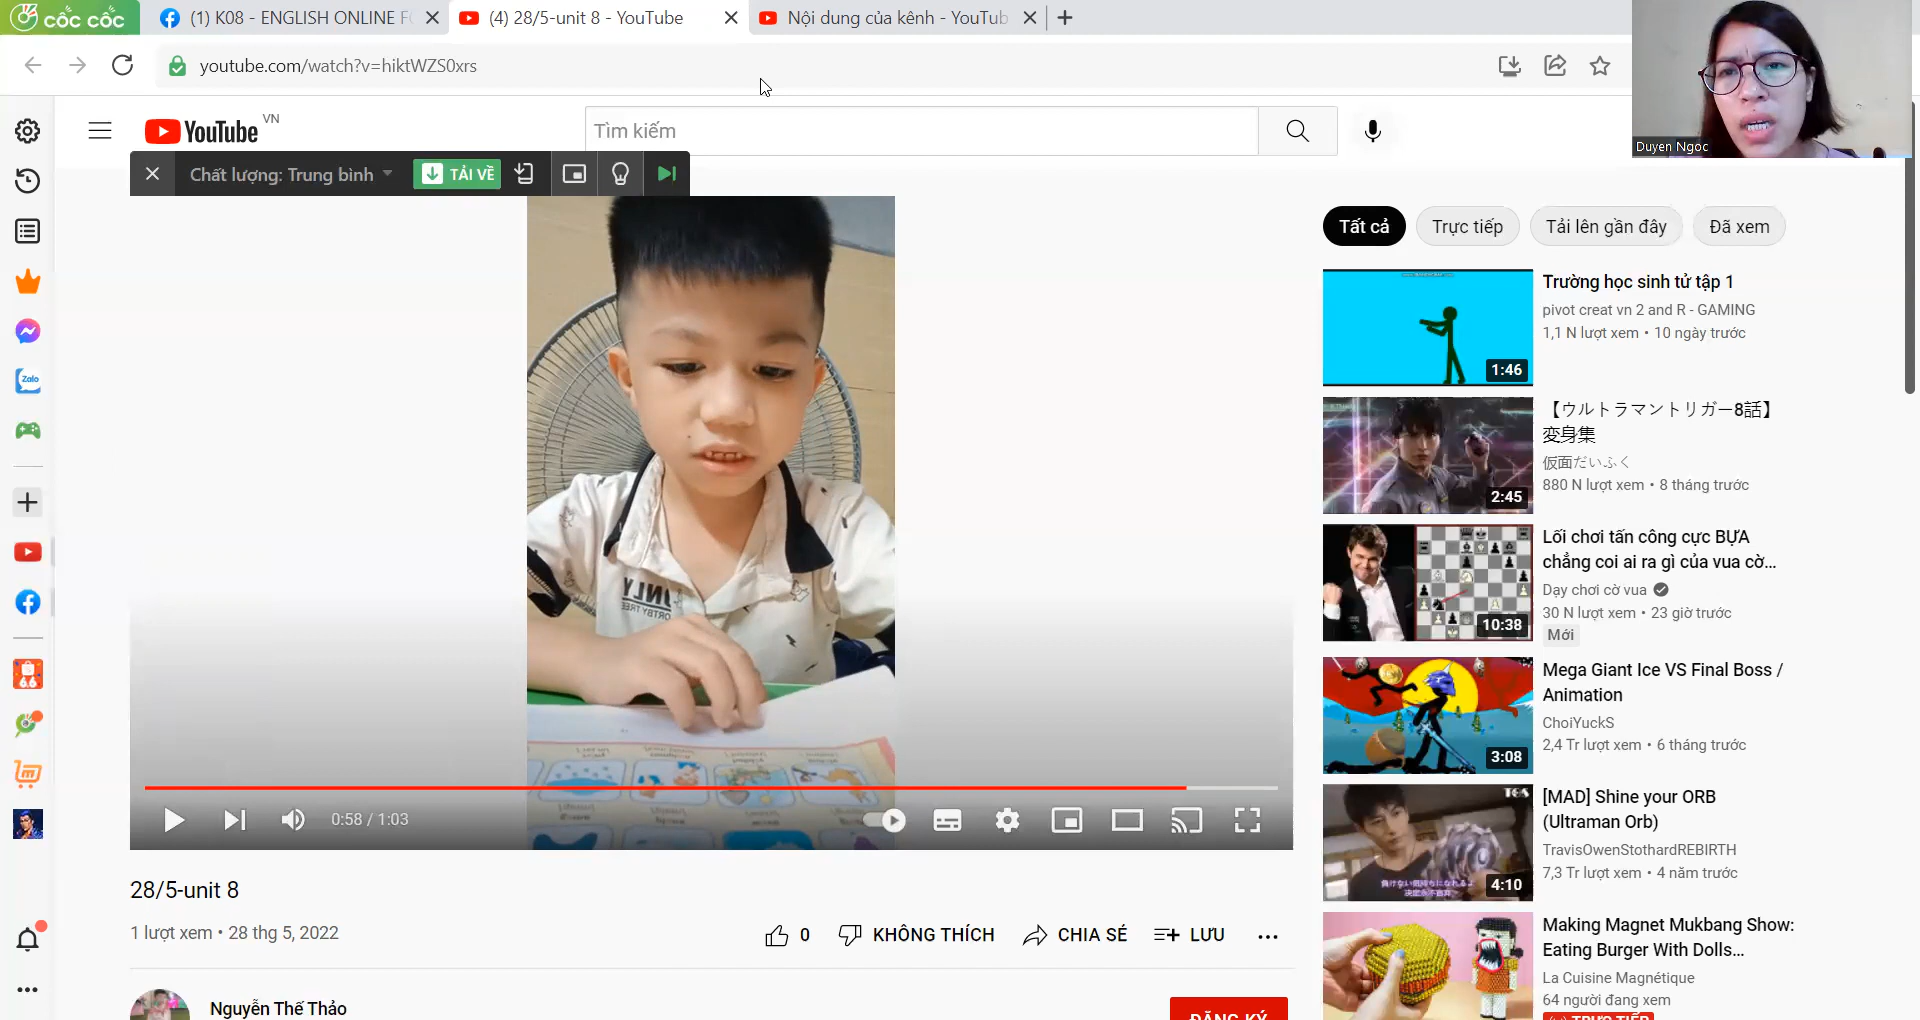 cốc cốc
(1) K08 - ENGLISH ONLINE F
(4) 28/5-unit 8 - YouTube
Nội dung của kênh - YouTub
youtube.com/watch?v=hiktWZS0xrs
YouTube VN
Tìm kiếm
Duyen Ngoc
Chất lượng: Trung bình
TẢI VỀ
Zalo
6.6
ONLY
ORTBY TREE
0:58 / 1:03
28/5-unit 8
1 lượt xem • 28 thg 5, 2022
0
KHÔNG THÍCH
CHIA SẺ
LƯU
Nguyễn Thế Thảo
ĐĂNG KÝ
Tất cả
Trực tiếp
Tải lên gần đây
Đã xem
1:46
Trường học sinh tử tập 1
pivot creat vn 2 and R - GAMING
1,1 N lượt xem • 10 ngày trước
2:45
【ウルトラマントリガー8話】
変身集
仮面だいふく
880 N lượt xem • 8 tháng trước
10:38
Lối chơi tấn công cực BỰA
chẳng coi ai ra gì của vua cờ...
Dạy chơi cờ vua
30 N lượt xem • 23 giờ trước
Mới
3:08
Mega Giant Ice VS Final Boss /
Animation
ChoiYuckS
2,4 Tr lượt xem • 6 tháng trước
4:10
[MAD] Shine your ORB
(Ultraman Orb)
TravisOwenStothardREBIRTH
7,3 Tr lượt xem • 4 năm trước
Making Magnet Mukbang Show:
Eating Burger With Dolls...
La Cuisine Magnétique
64 người đang xem
TRỰC TIẾP